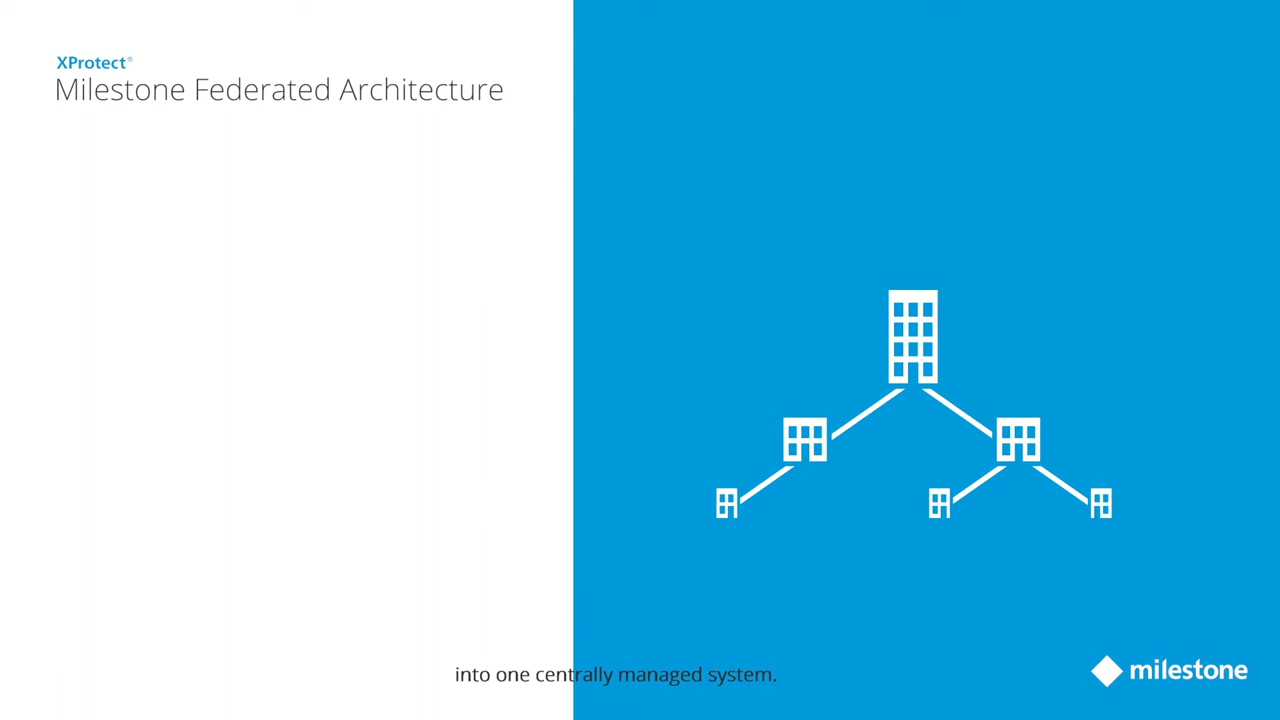 XProtect®
Milestone Federated Architecture
into one centrally managed system.
milestone